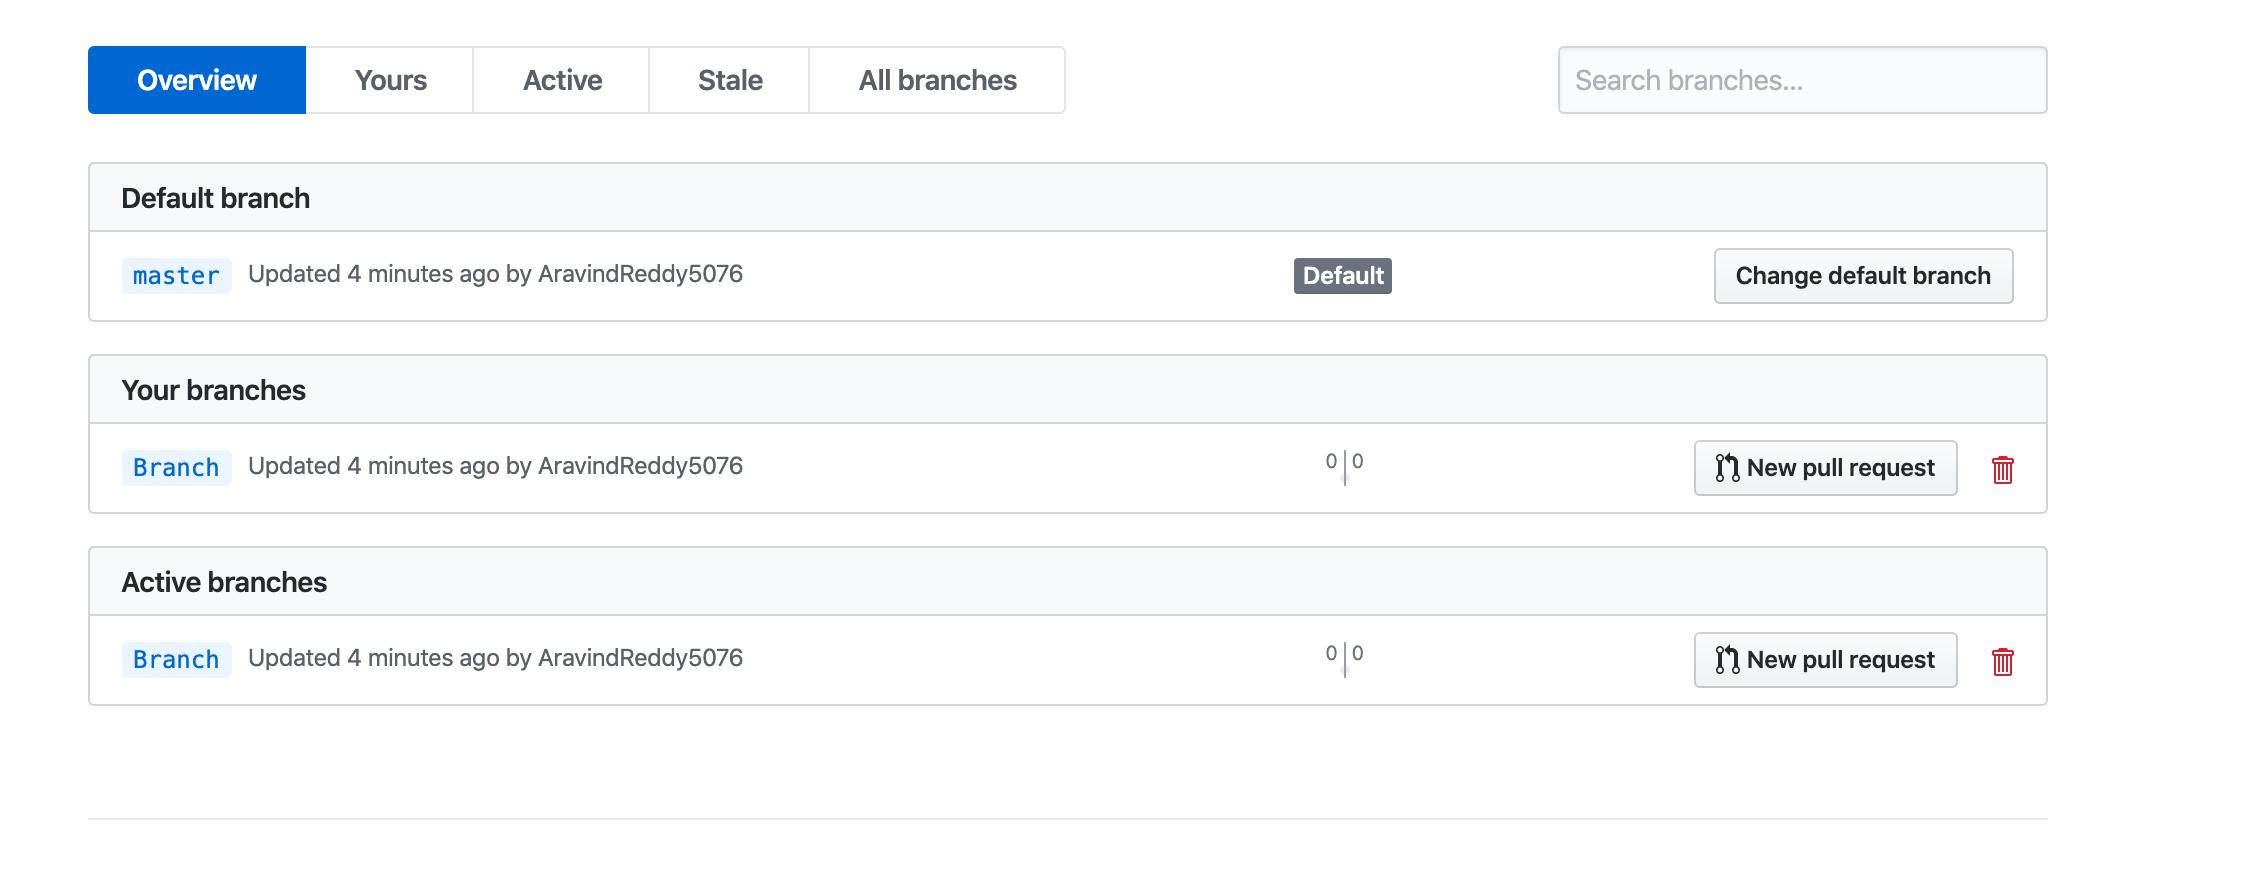 Overview Yours Active Stale All branches Search branches...
Default branch
master Updated 4 minutes ago by AravindReddy5076 Default Change default branch
Your branches
Branch Updated 4 minutes ago by AravindReddy5076 0 0 New pull request
Active branches
Branch Updated 4 minutes ago by AravindReddy5076 0 0 New pull request